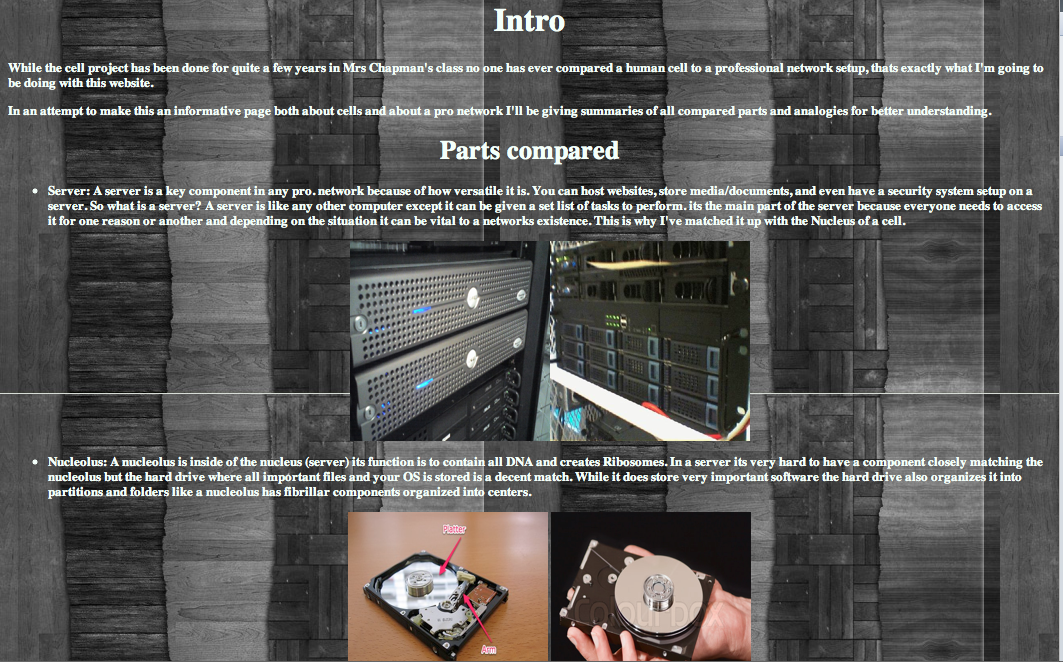 Intro
While the cell project has been done for quite a few years in Mrs Chapman's class no one has ever compared a human cell to a professional network setup, thats exactly what I'm going to
be doing with this website.
In an attempt to make this an informative page both about cells and about a pro network I'll be giving summaries of all compared parts and analogies for better understanding.
Parts compared
• Server: A server is a key component in any pro. network because of how versatile it is. You can host websites, store media/documents, and even have a security system setup on a
server. So what is a server? A server is like any other computer except it can be given a set list of tasks to perform. its the main part of the server because everyone needs to access
it for one reason or another and depending on the situation it can be vital to a networks existence. This is why I've matched it up with the Nucleus of a cell.
• Nucleolus: A nucleolus is inside of the nucleus (server) its function is to contain all DNA and creates Ribosomes. In a server its very hard to have a component closely matching the
nucleolus but the hard drive where all important files and your OS is stored is a decent match. While it does store very important software the hard drive also organizes it into
partitions and folders like a nucleolus has fibrillar components organized into centers.
Platter
Arm